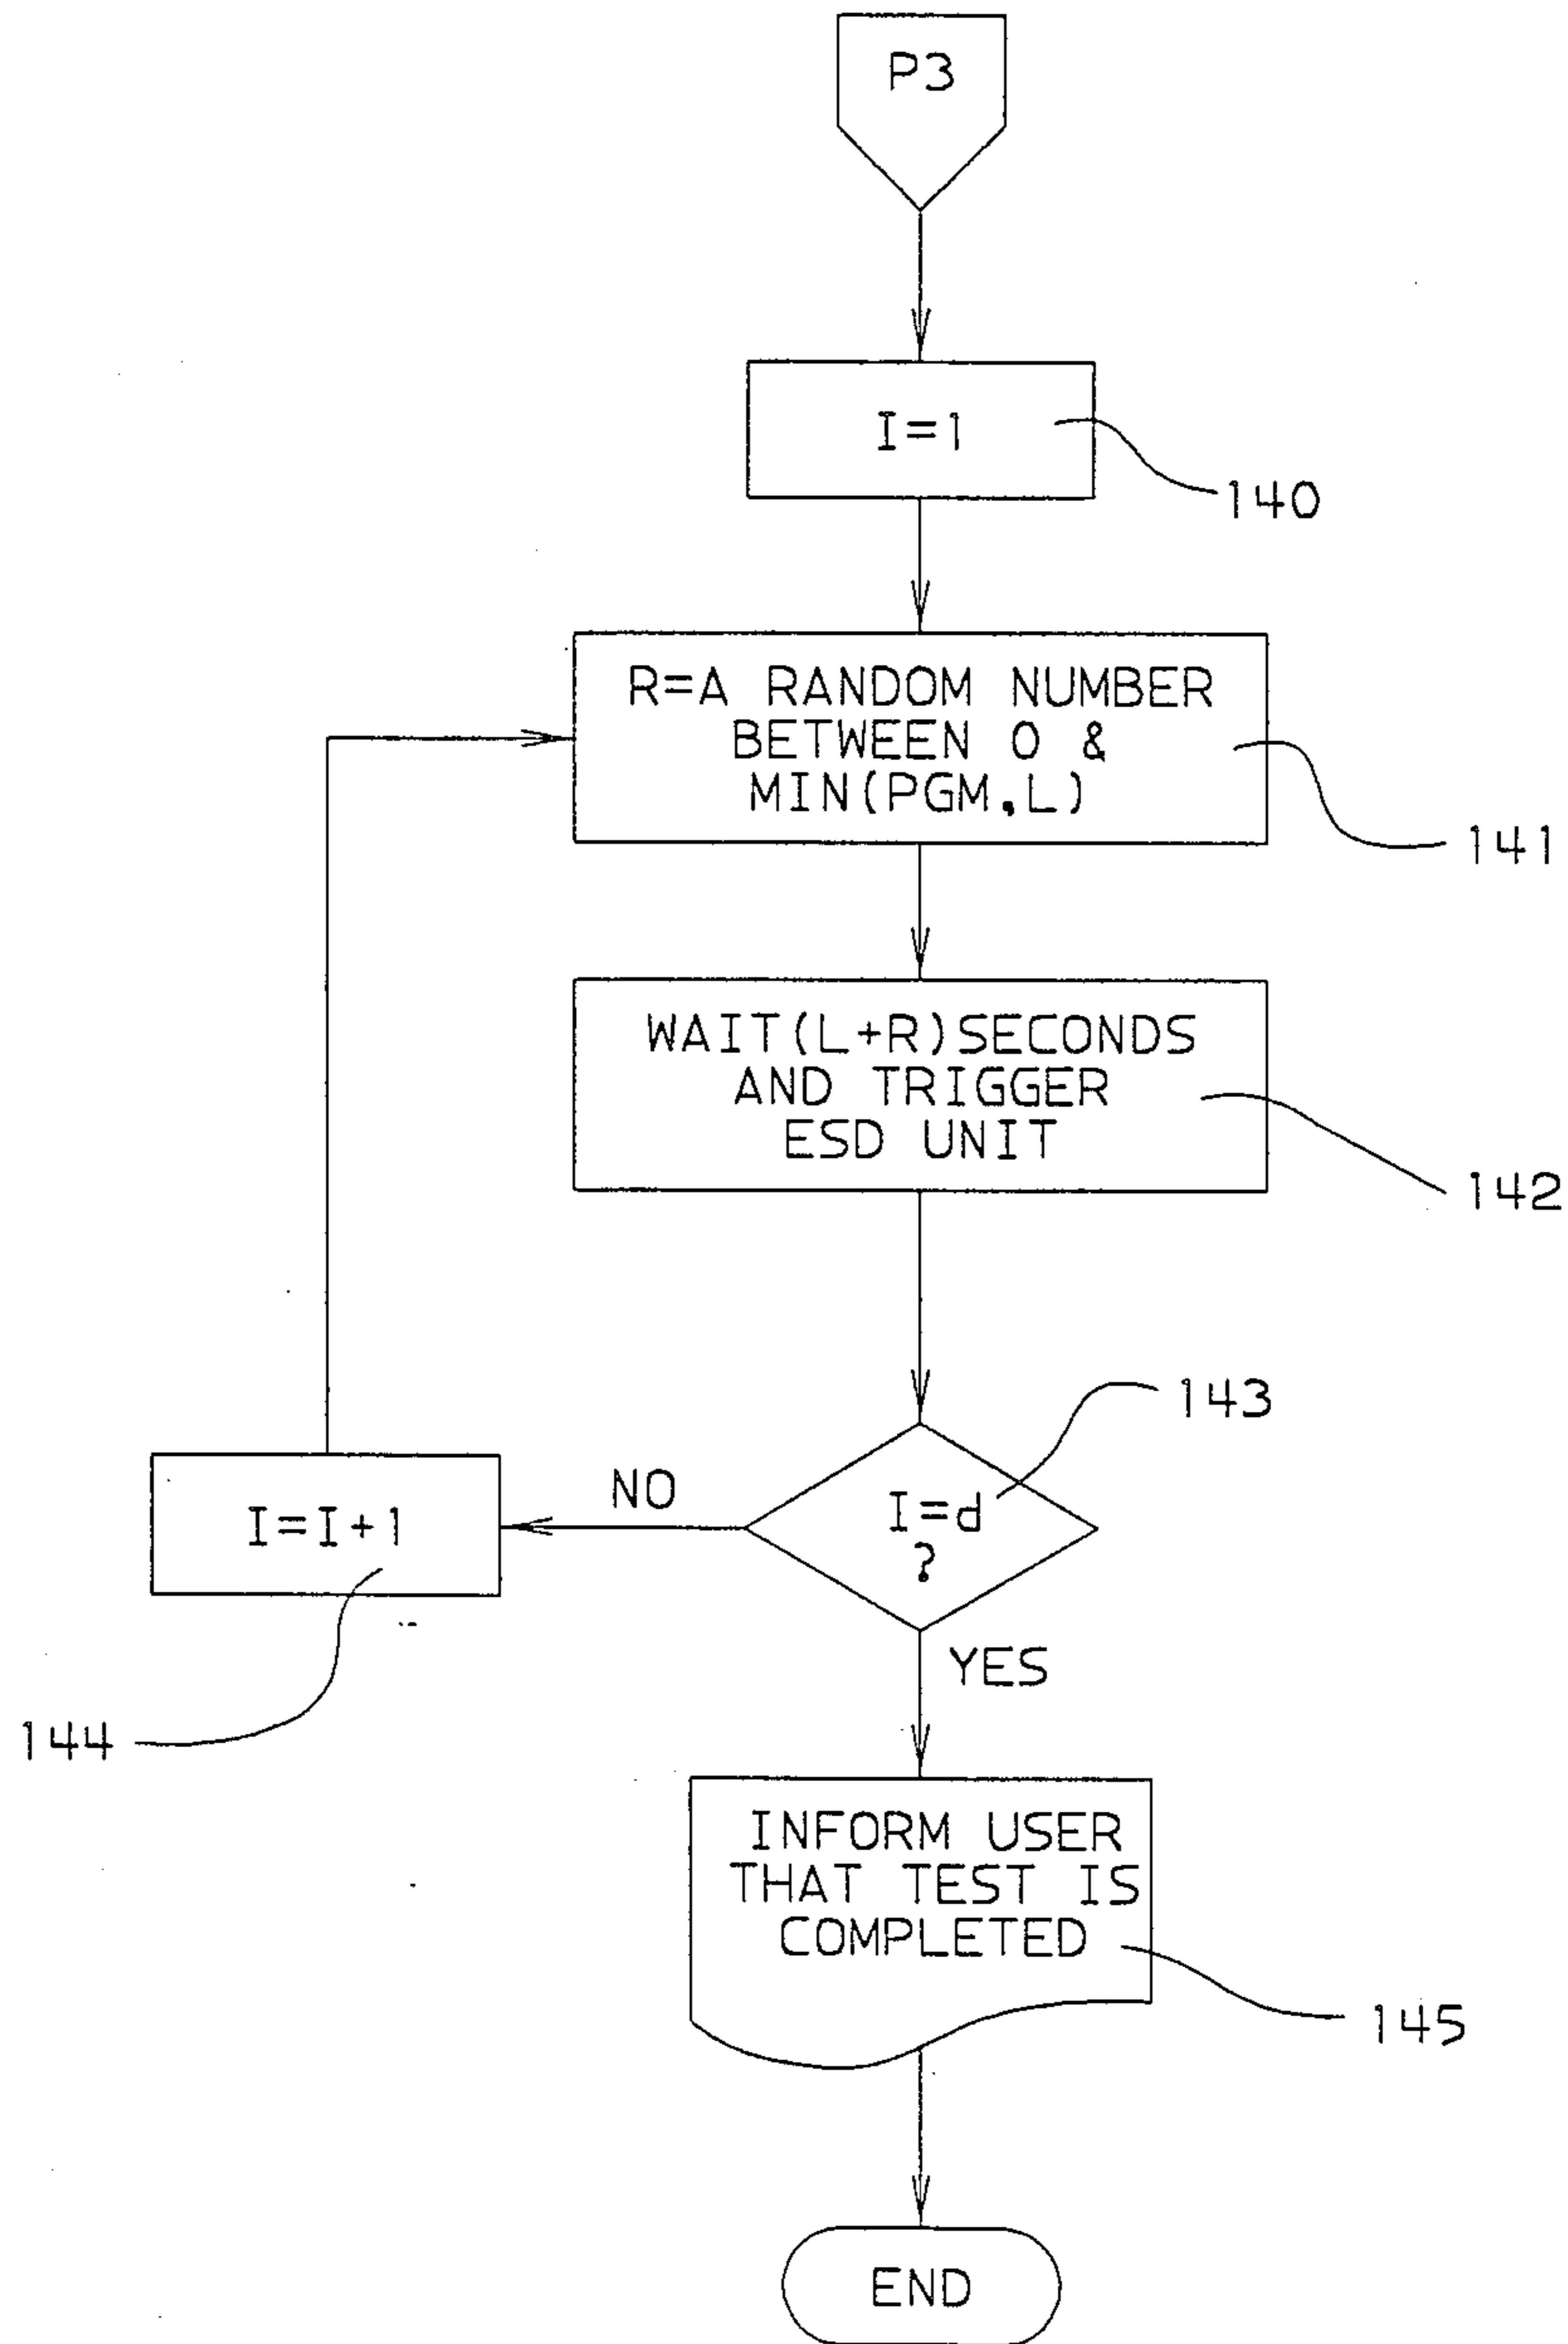 P3
I=1
140
R=A RANDOM NUMBER
BETWEEN 0 &
MIN(PGM,L)
141
WAIT(L+R)SECONDS
AND TRIGGER
ESD UNIT
142
143
I=d
?
NO
I=I+1
YES
144
INFORM USER
THAT TEST IS
COMPLETED
145
END